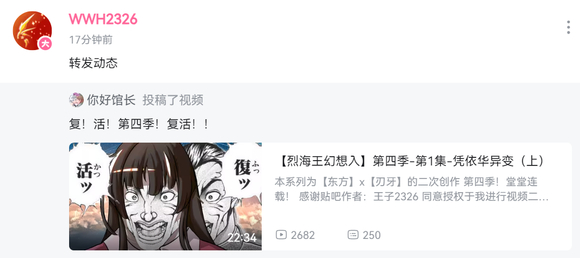 WWH2326
大
17分钟前
转发动态
你好馆长 投稿了视频
复！活！第四季！复活！！
活ッ
かつ
復ッ
ふっ
22:34
【烈海王幻想入】第四季-第1集-凭依华异变（上）
本系列为【东方】x【刃牙】的二次创作 第四季！堂堂连
载！ 感谢贴吧作者：王子2326 同意授权于我进行视频二...
2682
250